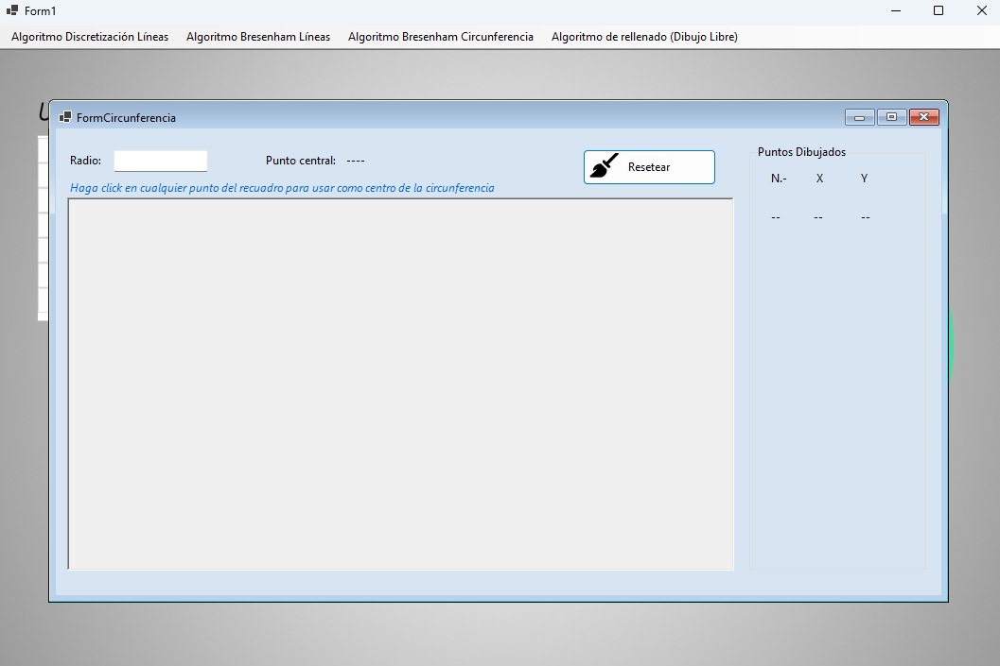 Form1
Algoritmo Discretización Líneas Algoritmo Bresenham Líneas Algoritmo Bresenham Circunferencia Algoritmo de rellenado (Dibujo Libre)
FormCircunferencia
Radio: Punto central: ---- Resetear
Haga click en cualquier punto del recuadro para usar como centro de la circunferencia
Puntos Dibujados
N.- X Y
-- -- --